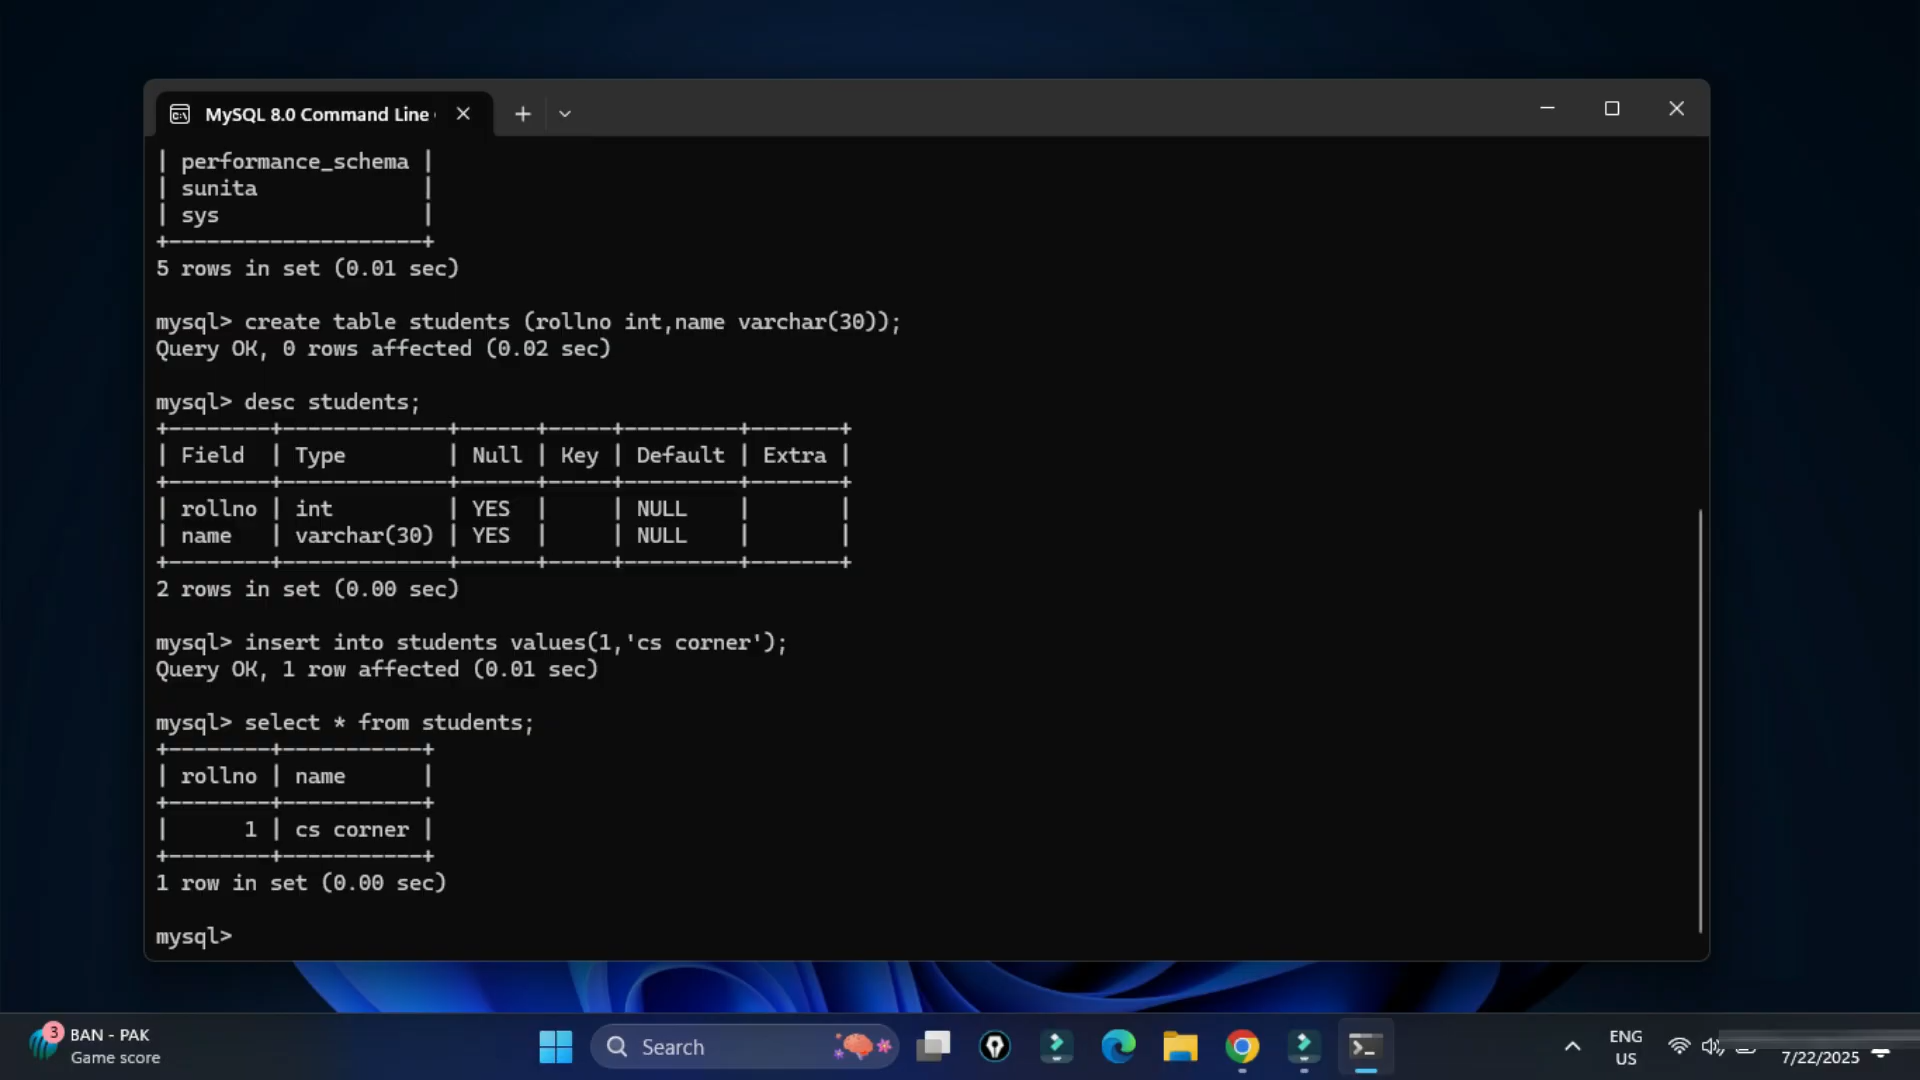 MySQL 8.0 Command Line
| performance_schema |
| sunita             |
| sys                |
+--------------------+
5 rows in set (0.01 sec)
mysql> create table students (rollno int,name varchar(30));
Query OK, 0 rows affected (0.02 sec)
mysql> desc students;
+--------+-------------+------+-----+---------+-------+
| Field  | Type        | Null | Key | Default | Extra |
+--------+-------------+------+-----+---------+-------+
| rollno | int         | YES  |     | NULL    |       |
| name   | varchar(30) | YES  |     | NULL    |       |
+--------+-------------+------+-----+---------+-------+
2 rows in set (0.00 sec)
mysql> insert into students values(1,'cs corner');
Query OK, 1 row affected (0.01 sec)
mysql> select * from students;
+--------+-----------+
| rollno | name      |
+--------+-----------+
|      1 | cs corner |
+--------+-----------+
1 row in set (0.00 sec)
mysql>
3
BAN - PAK
Game score
Search
ENG
US
7/22/2025